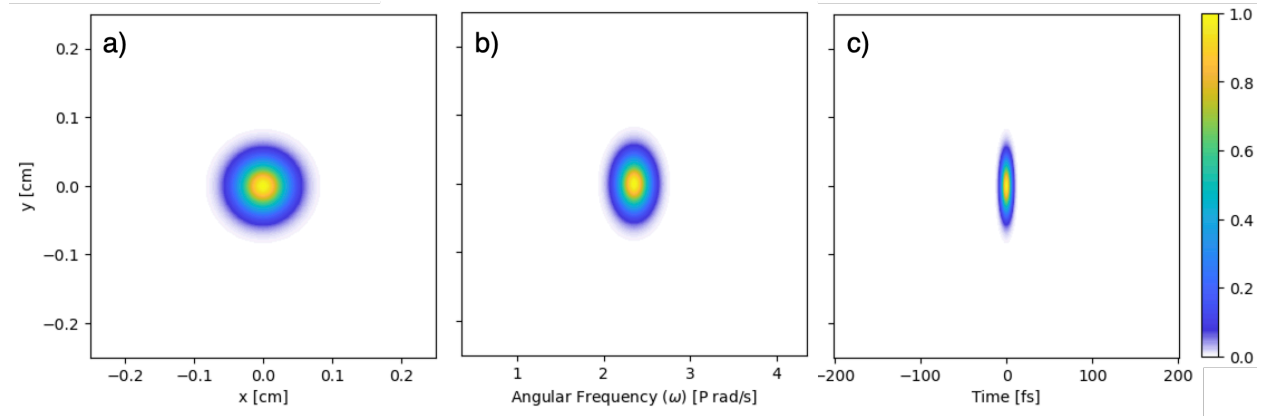 a)
b)
c)
0.2
0.1
0.0
−0.1
−0.2
y [cm]
−0.2 −0.1 0.0 0.1 0.2
x [cm]
1 2 3 4
Angular Frequency (ω) [P rad/s]
−200 −100 0 100 200
Time [fs]
1.0
0.8
0.6
0.4
0.2
0.0